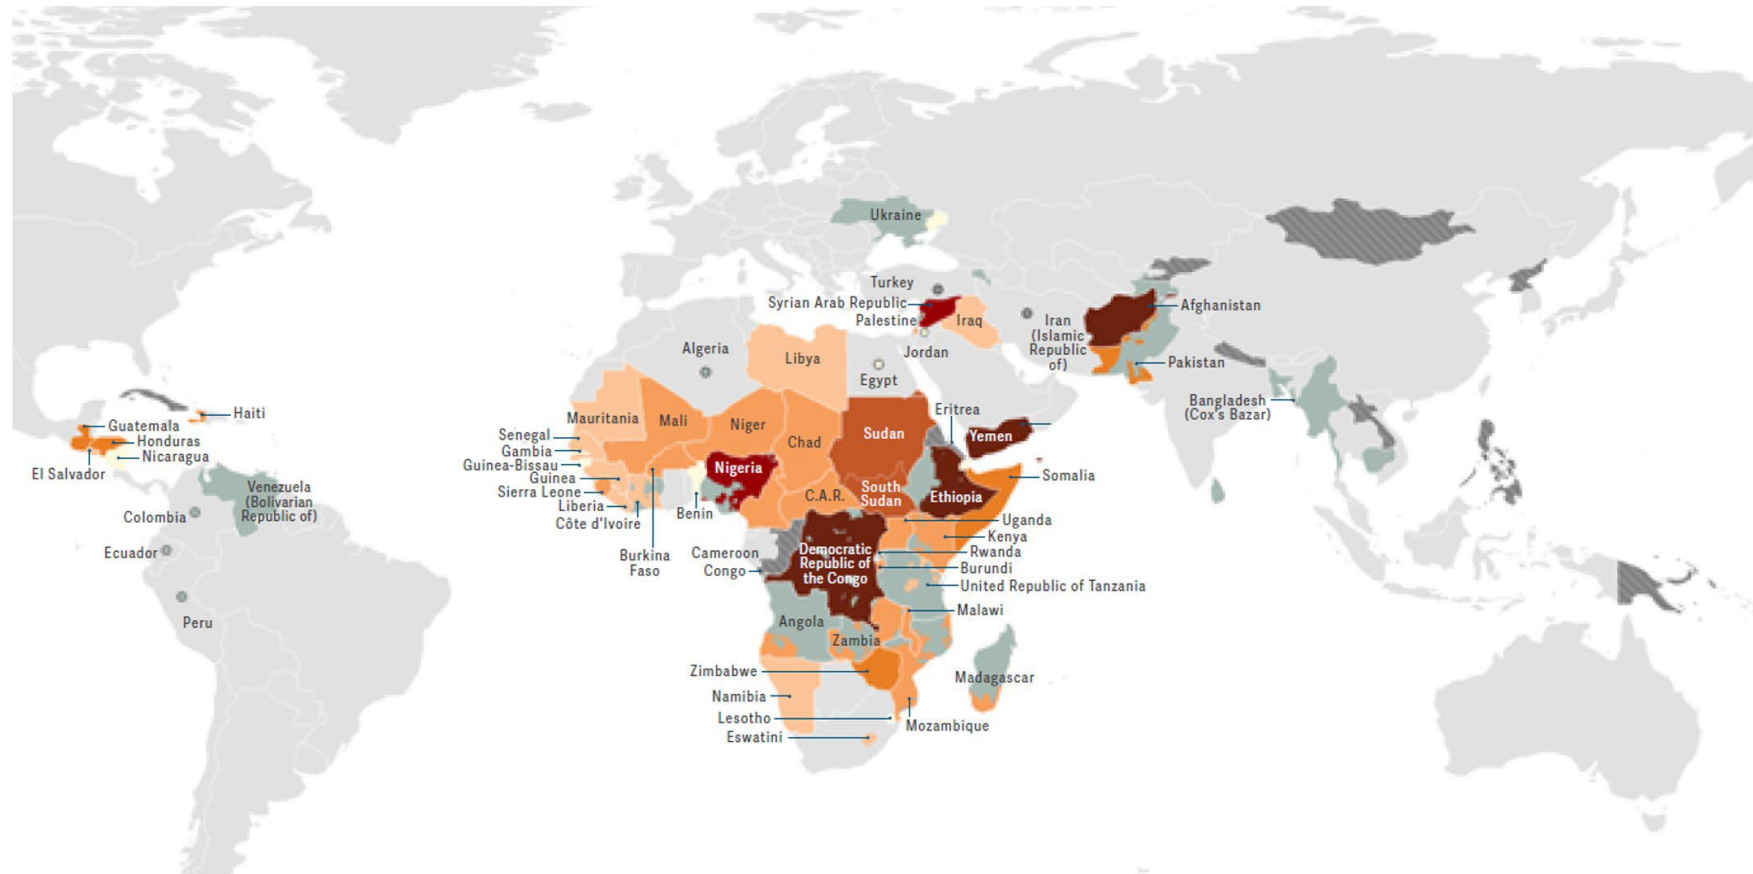 Ukraine
Turkey
Syrian Arab Republic
Palestine
Iraq
Jordan
Iran
(Islamic
Republic
of)
Afghanistan
Pakistan
Bangladesh
(Cox's Bazar)
Algeria
Libya
Egypt
Haiti
Guatemala
Honduras
Nicaragua
El Salvador
Venezuela
(Bolivarian
Republic of)
Colombia
Ecuador
Peru
Mauritania
Mali
Niger
Chad
Sudan
Eritrea
Yemen
Senegal
Gambia
Guinea-Bissau
Guinea
Sierra Leone
Liberia
Côte d'Ivoire
Burkina
Faso
Benin
Nigeria
C.A.R.
South
Sudan
Ethiopia
Somalia
Uganda
Kenya
Rwanda
Burundi
United Republic of Tanzania
Cameroon
Congo
Democratic
Republic of
the Congo
Malawi
Angola
Zambia
Zimbabwe
Namibia
Lesotho
Eswatini
Mozambique
Madagascar